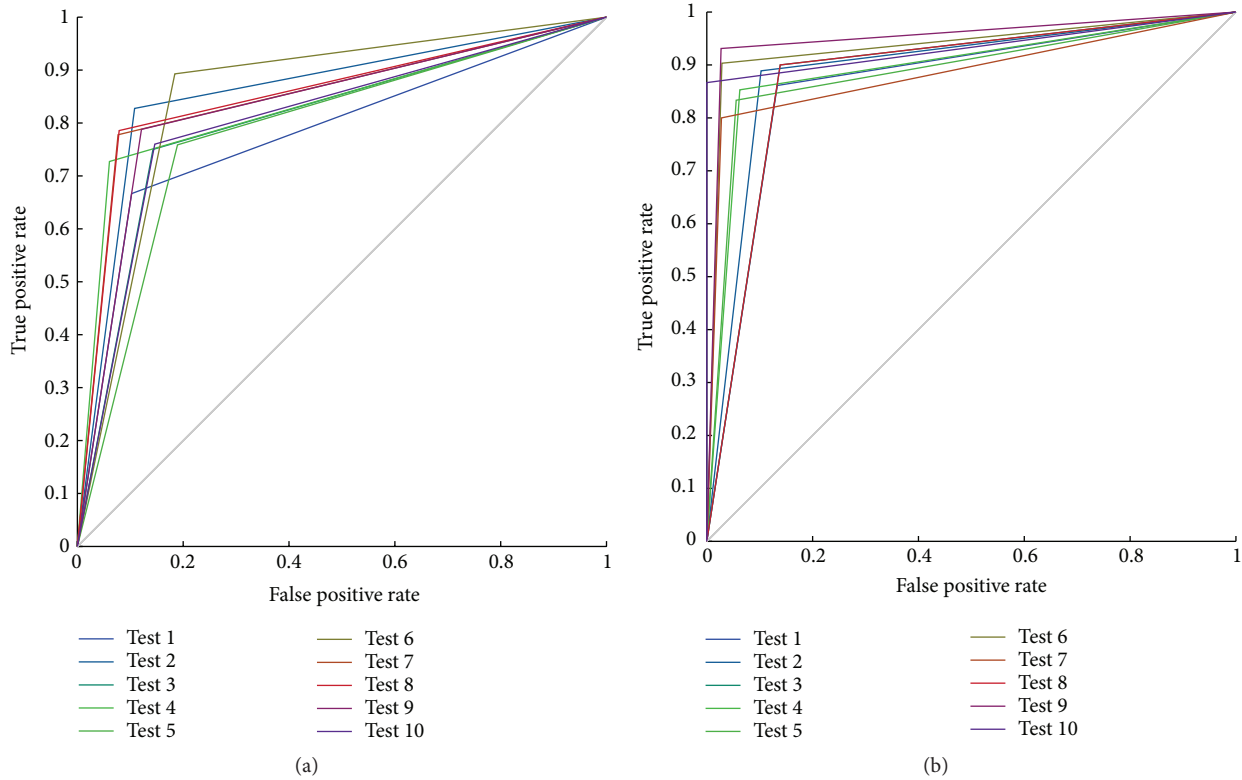 1
0.9
0.8
0.7
0.6
0.5
0.4
0.3
0.2
0.1
0
True positive rate
0 0.2 0.4 0.6 0.8 1
False positive rate
Test 1 Test 6
Test 2 Test 7
Test 3 Test 8
Test 4 Test 9
Test 5 Test 10
(a)
1
0.9
0.8
0.7
0.6
0.5
0.4
0.3
0.2
0.1
0
True positive rate
0 0.2 0.4 0.6 0.8 1
False positive rate
Test 1 Test 6
Test 2 Test 7
Test 3 Test 8
Test 4 Test 9
Test 5 Test 10
(b)